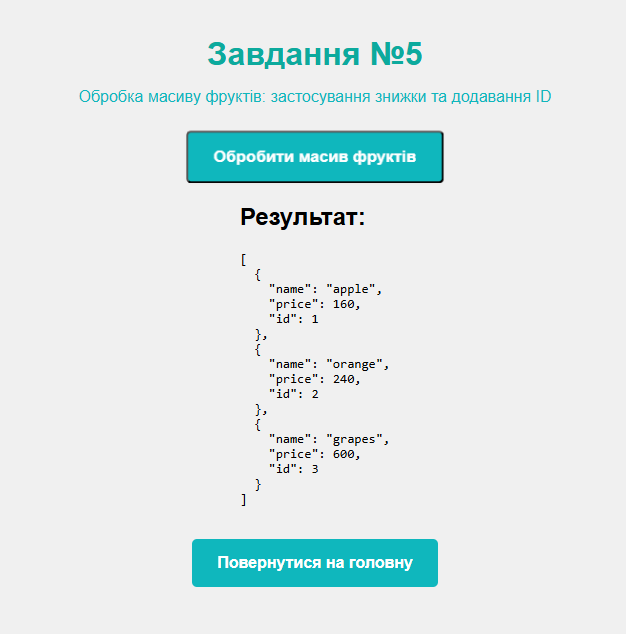 Завдання №5
Обробка масиву фруктів: застосування знижки та додавання ID
Обробити масив фруктів
Результат:
[
  {
    "name": "apple",
    "price": 160,
    "id": 1
  },
  {
    "name": "orange",
    "price": 240,
    "id": 2
  },
  {
    "name": "grapes",
    "price": 600,
    "id": 3
  }
]
Повернутися на головну